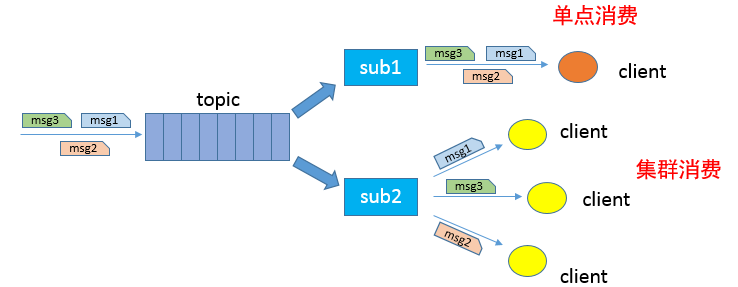 单点消费
msg3 msg1
msg2
sub1
client
topic
msg3 msg1
msg2
msg1
client
sub2
msg3
client
集群消费
msg2
client